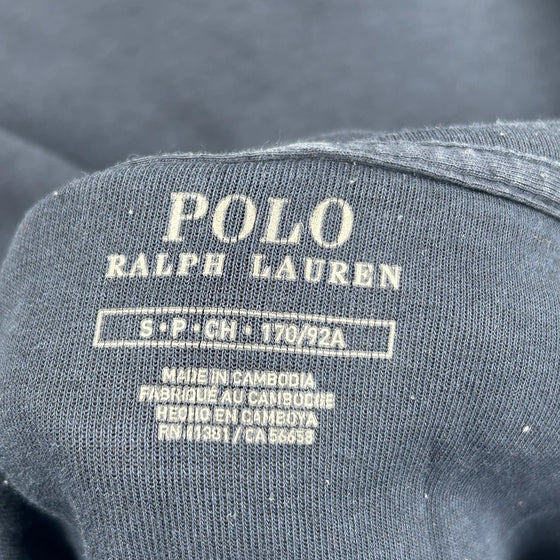 POLO
RALPH LAUREN
S • P • CH • 170/92A
MADE IN CAMBODIA
FABRIQUÉ AU CAMBODGE
HECHO EN CAMBOYA
RN 41381 / CA 56658